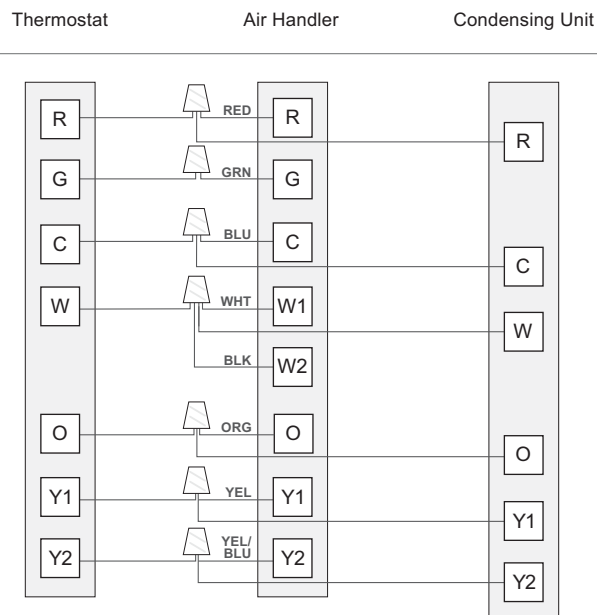 Thermostat Air Handler Condensing Unit
R RED R
R
G GRN G
C BLU C
C
W WHT W1
W
BLK W2
O ORG O
O
Y1 YEL Y1
Y1
Y2 YEL/
BLU Y2
Y2